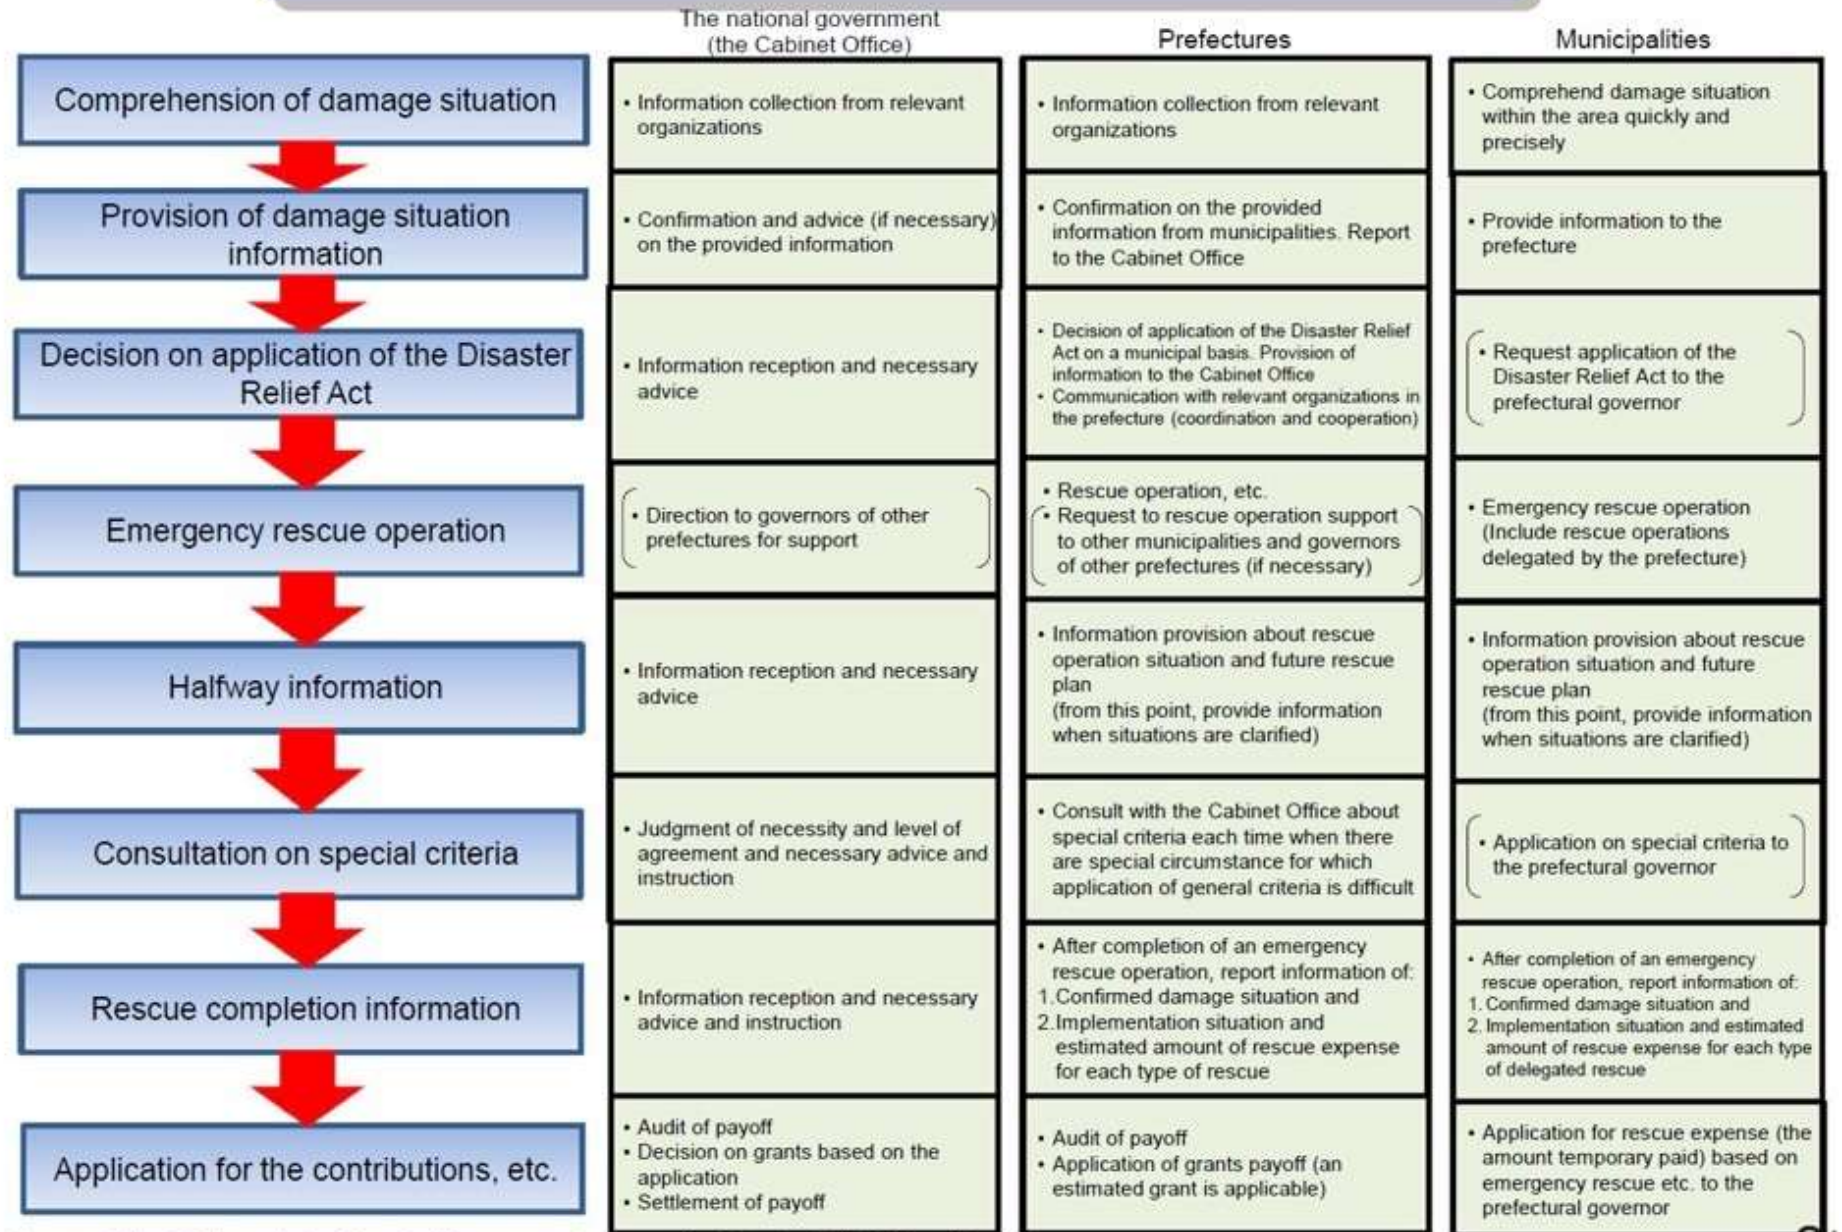 The national government
(the Cabinet Office)
Prefectures
Municipalities
Comprehension of damage situation
• Information collection from relevant
organizations
• Information collection from relevant
organizations
• Comprehend damage situation
within the area quickly and
precisely
Provision of damage situation
information
• Confirmation and advice (if necessary)
on the provided information
• Confirmation on the provided
information from municipalities. Report
to the Cabinet Office
• Provide information to the
prefecture
Decision on application of the Disaster
Relief Act
• Information reception and necessary
advice
• Decision of application of the Disaster Relief
Act on a municipal basis. Provision of
information to the Cabinet Office
• Communication with relevant organizations in
the prefecture (coordination and cooperation)
• Request application of the
Disaster Relief Act to the
prefectural governor
Emergency rescue operation
• Direction to governors of other
prefectures for support
• Rescue operation, etc.
• Request to rescue operation support
to other municipalities and governors
of other prefectures (if necessary)
• Emergency rescue operation
(Include rescue operations
delegated by the prefecture)
Halfway information
• Information reception and necessary
advice
• Information provision about rescue
operation situation and future rescue
plan
(from this point, provide information
when situations are clarified)
• Information provision about rescue
operation situation and future
rescue plan
(from this point, provide information
when situations are clarified)
Consultation on special criteria
• Judgment of necessity and level of
agreement and necessary advice and
instruction
• Consult with the Cabinet Office about
special criteria each time when there
are special circumstance for which
application of general criteria is difficult
• Application on special criteria to
the prefectural governor
Rescue completion information
• Information reception and necessary
advice and instruction
• After completion of an emergency
rescue operation, report information of:
1.Confirmed damage situation and
2.Implementation situation and
estimated amount of rescue expense
for each type of rescue
• After completion of an emergency
rescue operation, report information of:
1. Confirmed damage situation and
2. Implementation situation and estimated
amount of rescue expense for each type
of delegated rescue
Application for the contributions, etc.
• Audit of payoff
• Decision on grants based on the
application
• Settlement of payoff
• Audit of payoff
• Application of grants payoff (an
estimated grant is applicable)
• Application for rescue expense (the
amount temporary paid) based on
emergency rescue etc. to the
prefectural governor